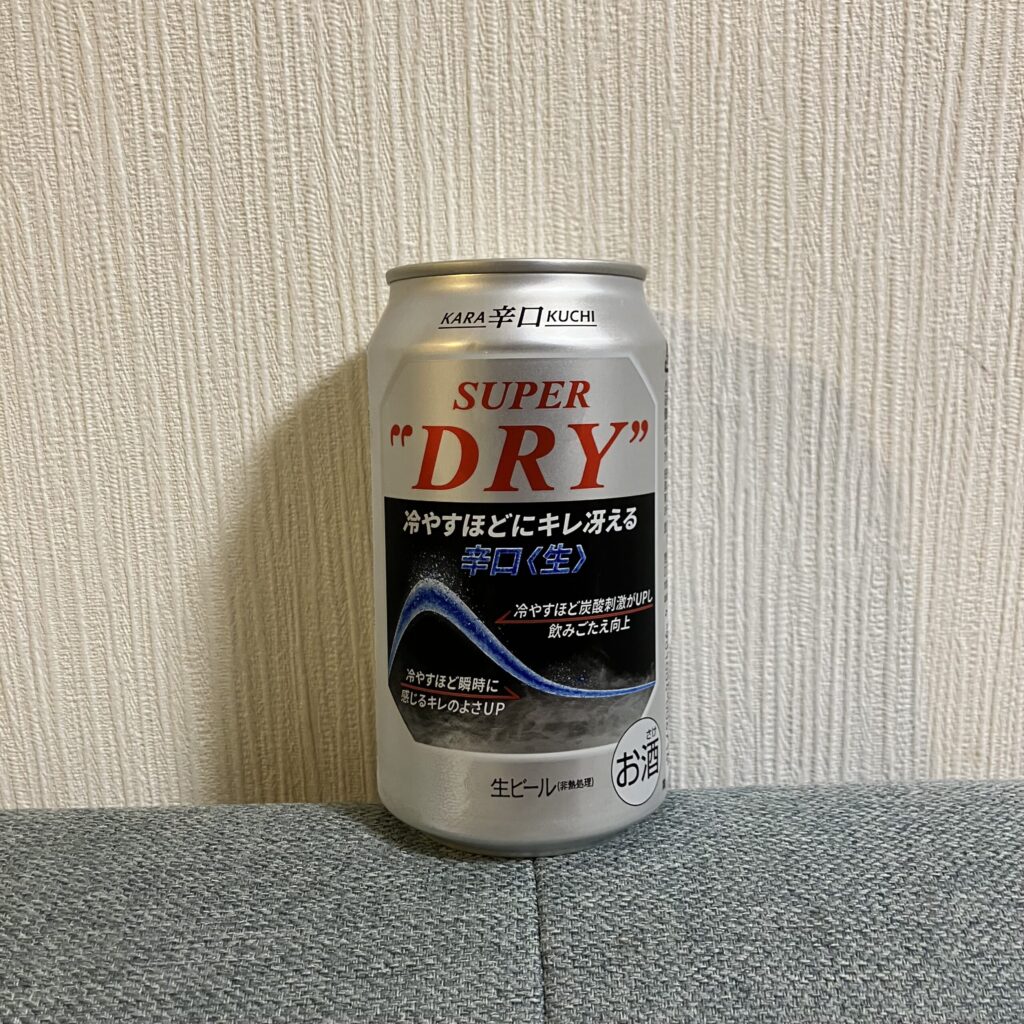 KARA 辛口 KUCHI
SUPER
“DRY”
冷やすほどにキレ冴える
辛口〈生〉
冷やすほど炭酸刺激がUPし
飲みごたえ向上
冷やすほど瞬時に
感じるキレのよさUP
さけ
お酒
生ビール(非熱処理)